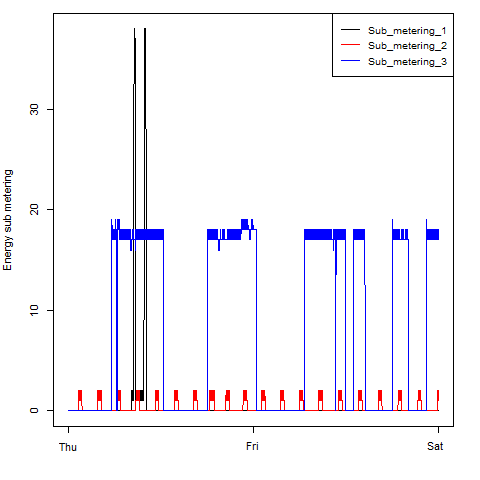 Sub_metering_1
Sub_metering_2
Sub_metering_3
Energy sub metering
30
20
10
0
Thu
Fri
Sat